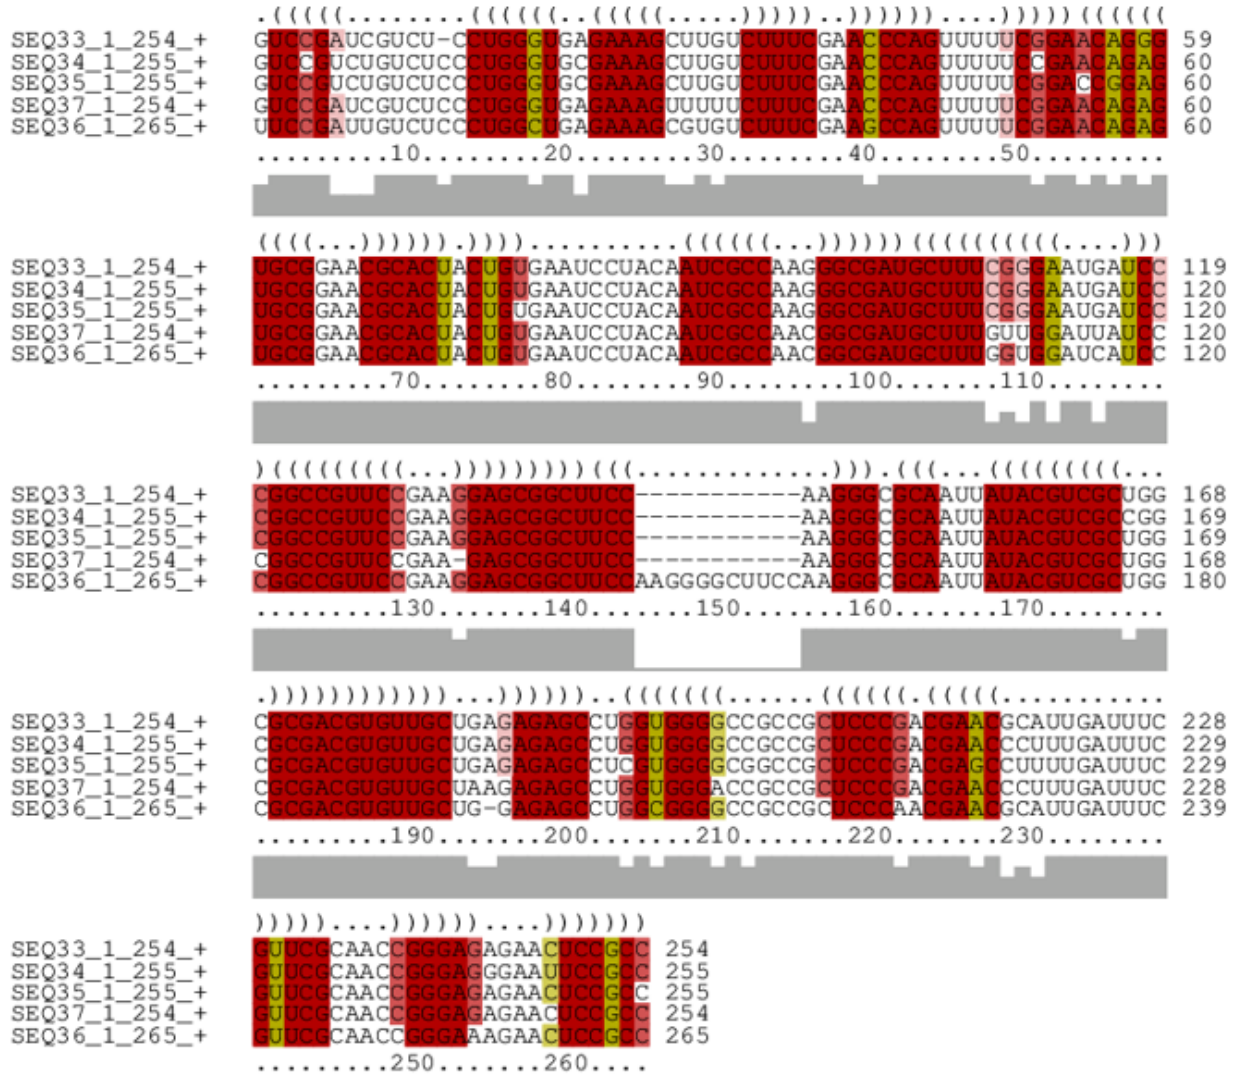 .(((((........((((((..(((((.....)))))..))))))....)))))((((((
SEQ33_1_254_+ GUCCGAUCGUCU-CCUGGGUGAGAAAGCUUGUCUUUCGAACCCAGUUUUUCGGAACAGGG 59
SEQ34_1_255_+ GUCCGUCUGUCUCCCUGGGUGCGAAAGCUUGUCUUUCGAACCCAGUUUUUCCGAACAGAG 60
SEQ35_1_255_+ GUCCGUCUGUCUCCCUGGGUGAGAAAGCUUGUCUUUCGAACCCAGUUUUUCGGACCGGAG 60
SEQ37_1_254_+ GUCCGAUCGUCUCCCUGGGUGAGAAAGUUUUUCUUUCGAACCCAGUUUUUCGGAACAGAG 60
SEQ36_1_265_+ UUCCGAUUGUCUCCCUGGCUGAGAAAGCGUGUCUUUCGAAGCCAGUUUUUCGGAACAGAG 60
.........10........20........30........40........50.........
((((...)))))).))))..........((((((...))))))((((((((((....)))
SEQ33_1_254_+ UGCGGAACGCACUACUGUGAAUCCUACAAUCGCCAAGGGCGAUGCUUUCGGGAAUGAUCC 119
SEQ34_1_255_+ UGCGGAACGCACUACUGUGAAUCCUACAAUCGCCAAGGGCGAUGCUUUCGGGAAUGAUCC 120
SEQ35_1_255_+ UGCGGAACGCACUACUGUGAAUCCUACAAUCGCCAAGGGCGAUGCUUUCGGGAAUGAUCC 120
SEQ37_1_254_+ UGCGGAACGCACUACUGUGAAUCCUACAAUCGCCAACGGCGAUGCUUUGUUGAUUAUCC 120
SEQ36_1_265_+ UGCGGAACGCACUACUGUGAAUCCUACAAUCGCCAACGGCGAUGCUUUGGUGGAUCAUCC 120
.........70........80........90........100.......110........
)(((((((((...)))))))))(((.............))).(((...(((((((((...
SEQ33_1_254_+ CGGCCGUUCCGAAGGAGCGGCUUCC-----------AAGGGCGCAAUUAUACGUCGCUGG 168
SEQ34_1_255_+ CGGCCGUUCCGAAGGAGCGGCUUCC-----------AAGGGCGCAAUUAUACGUCGCCGG 169
SEQ35_1_255_+ CGGCCGUUCCGAAGGAGCGGCUUCC-----------AAGGGCGCAAUUAUACGUCGCUGG 169
SEQ37_1_254_+ CGGCCGUUCCGAA-GAGCGGCUUCC-----------AAGGGCGCAAUUAUACGUCGCUGG 168
SEQ36_1_265_+ CGGCCGUUCCGAAGGAGCGGCUUCCAAGGGGCUUCCAAGGGCGCAAUUAUACGUCGCUGG 180
.........130.......140.......150.......160.......170........
.))))))))))))...))))))..(((((((......((((((.(((((...........
SEQ33_1_254_+ CGCGACGUGUUGCUGAGAGAGCCUGGUGGGGCCGCCGCUCCCGACGAACGCAUUGAUUUC 228
SEQ34_1_255_+ CGCGACGUGUUGCUGAGAGAGCCUGGUGGGGCCGCCGCUCCCGACGAACCCUUUGAUUUC 229
SEQ35_1_255_+ CGCGACGUGUUGCUGAGAGAGCCUCGUGGGGCGGCCGCUCCCGACGAGCCUUUUGAUUUC 229
SEQ37_1_254_+ CGCGACGUGUUGCUAAGAGAGCCUGGUGGGACCGCCGCUCCCGACGAACCCUUUGAUUUC 228
SEQ36_1_265_+ CGCGACGUGUUGCUG-GAGAGCCUGGCGGGGCCGCCGCUCCCAACGAACGCAUUGAUUUC 239
.........190.......200.......210.......220.......230........
)))))....))))))....)))))))
SEQ33_1_254_+ GUUCGCAACCGGGAGAGAACUCCGCC 254
SEQ34_1_255_+ GUUCGCAACCGGGAGGGAAUUCCGCC 255
SEQ35_1_255_+ GUUCGCAACCGGGAGAGAACUCCGCC 255
SEQ37_1_254_+ GUUCGCAACCGGGAGAGAACUCCGCC 254
SEQ36_1_265_+ GUUCGCAACCGGGAAAGAACUCCGCC 265
.........250.......260....